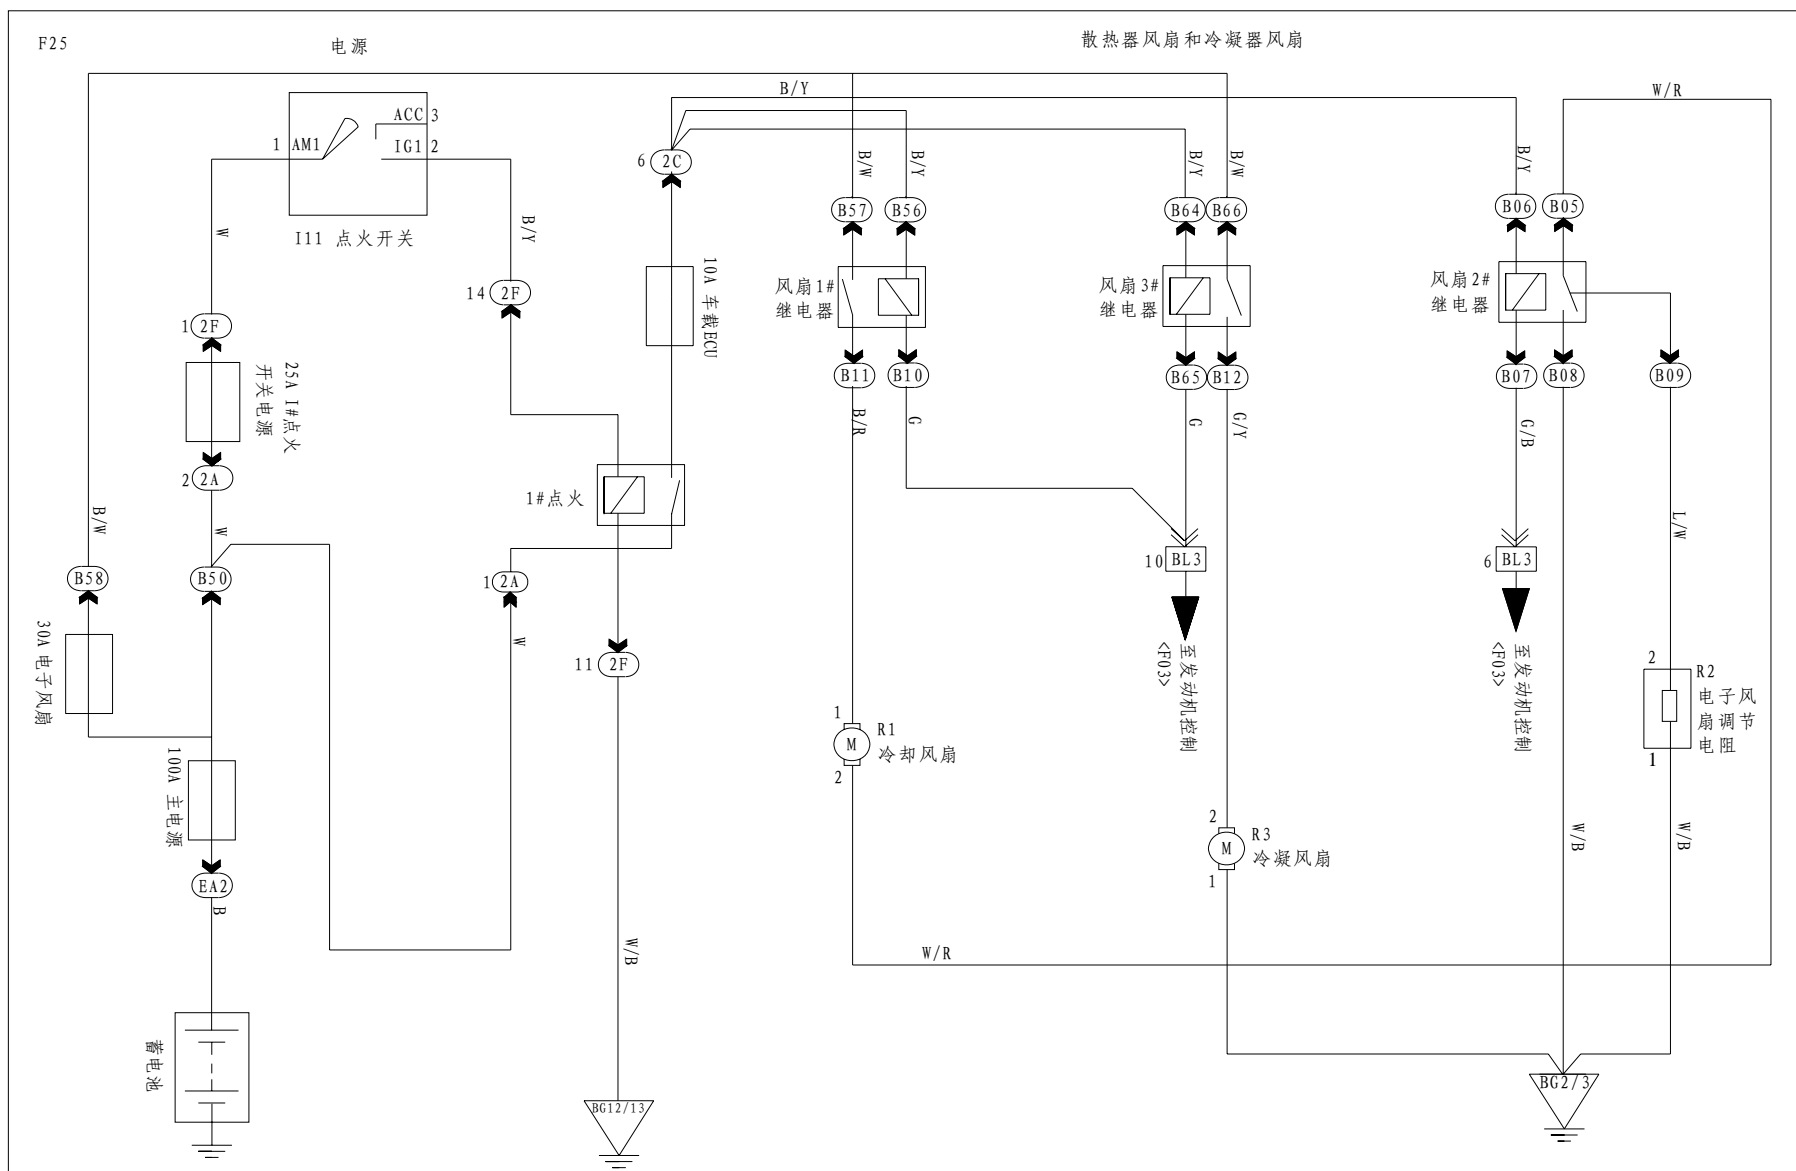 F25
电源
散热器风扇和冷凝器风扇
B/Y
W/R
ACC 3
1 AM1
IG1 2
I11 点火开关
W
B/Y
6 2C
B/W
B/Y
B/Y
B/W
B/Y
B57
B56
B64
B66
B06
B05
14 2F
1 2F
10A 车载ECU
风扇1#
继电器
风扇3#
继电器
风扇2#
继电器
25A I#点火
开关电源
B11
B10
B65
B12
B07
B08
B09
B/R
G
G
G/Y
G/B
2 2A
1#点火
B/W
W
L/W
B58
B50
1 2A
10 BL3
6 BL3
W
30A 电子风扇
11 2F
至发动机控制
<F03>
至发动机控制
<F03>
2
R2
电子风
扇调节
电阻
1
1
M
R1
冷却风扇
2
100A 主电源
2
M
R3
冷凝风扇
1
W/B
W/B
EA2
B
W/B
W/R
蓄电池
BG12/13
BG2/3